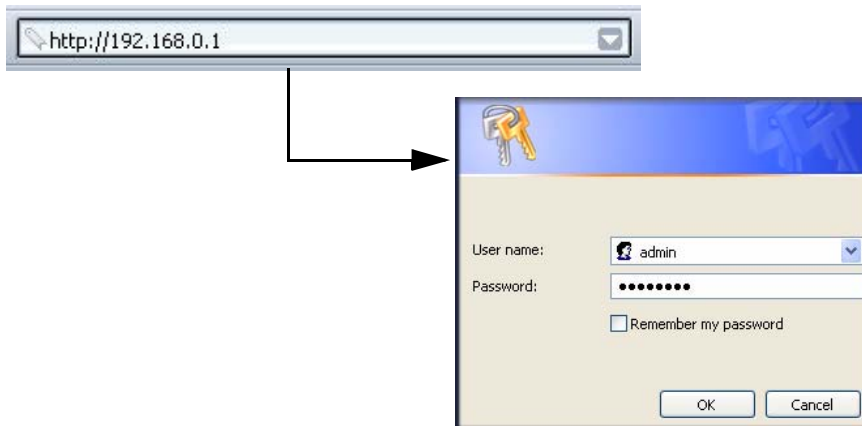 http://192.168.0.1
User name:
admin
Password:
••••••••
Remember my password
OK
Cancel